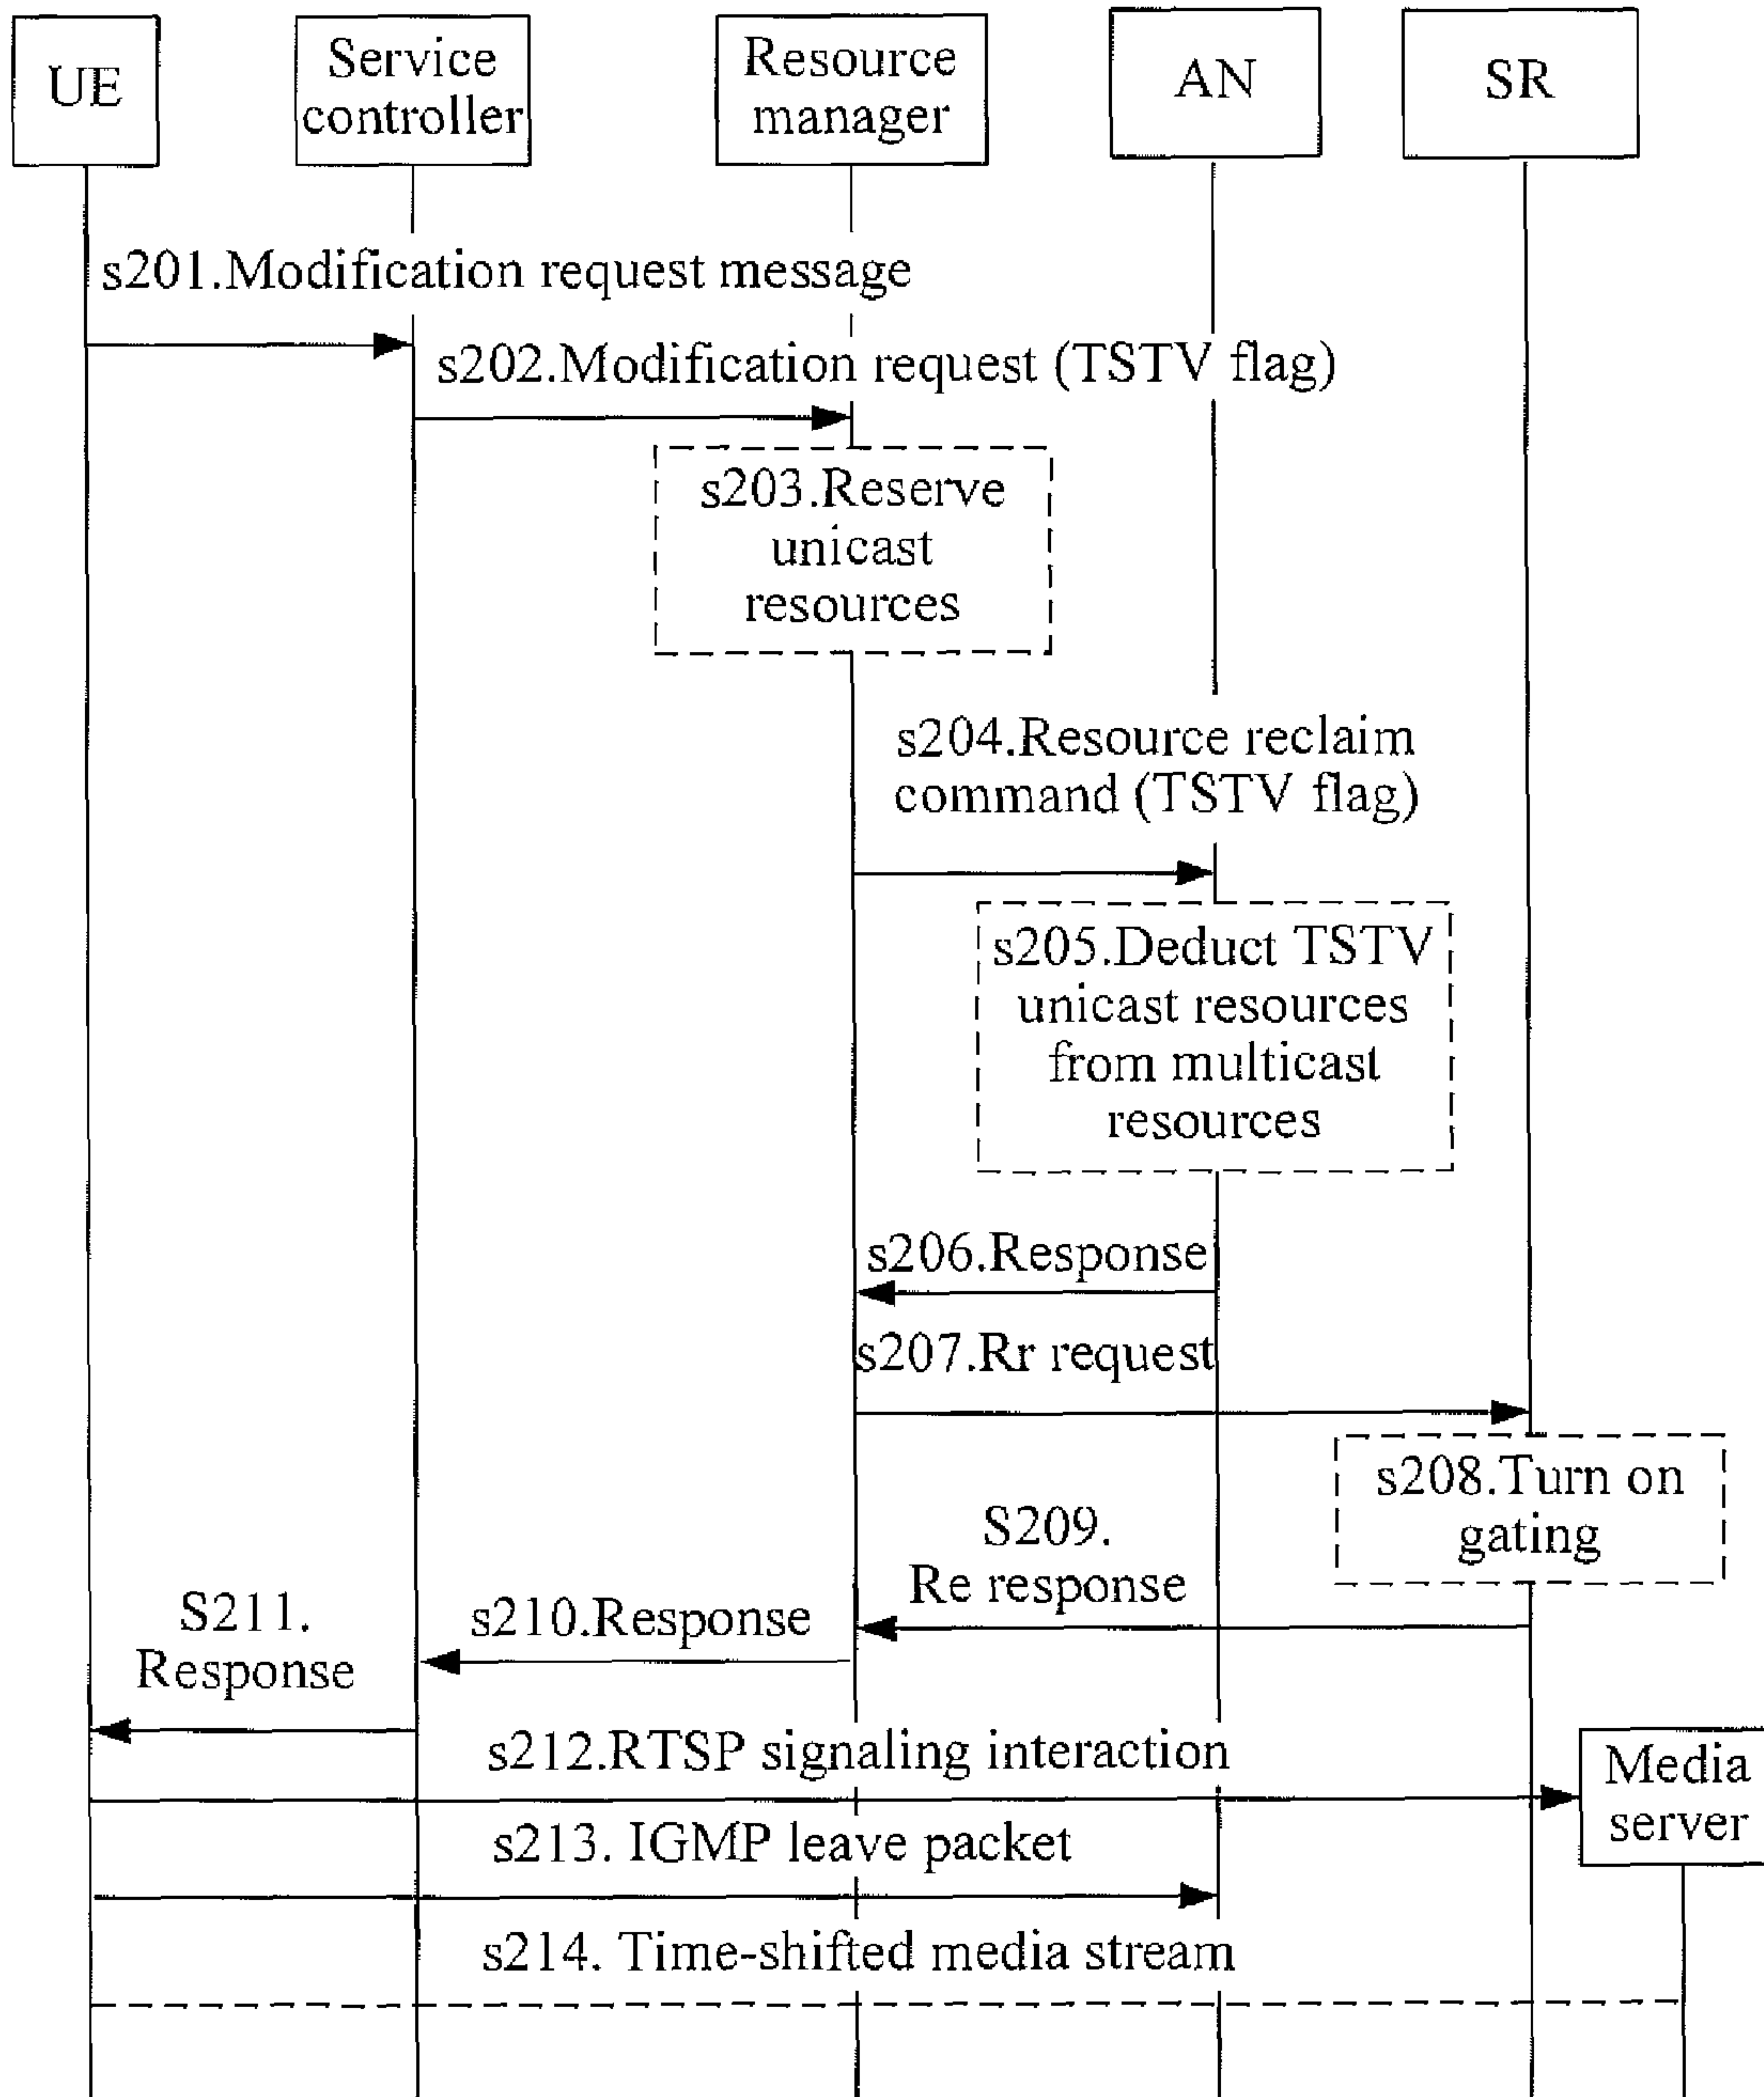 UE
Service
controller
Resource
manager
AN
SR
s201.Modification request message
s202.Modification request (TSTV flag)
s203.Reserve
unicast
resources
s204.Resource reclaim
command (TSTV flag)
s205.Deduct TSTV
unicast resources
from multicast
resources
s206.Response
s207.Rr request
s208.Turn on
gating
S209.
Re response
s210.Response
S211.
Response
s212.RTSP signaling interaction
Media
server
s213. IGMP leave packet
s214. Time-shifted media stream